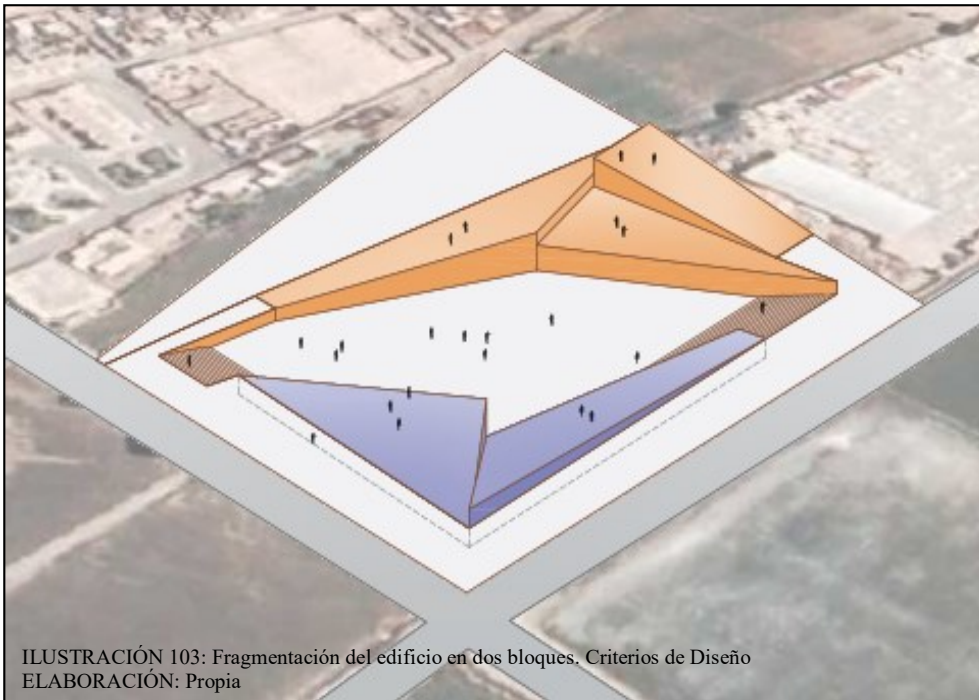 ILUSTRACIÓN 103: Fragmentación del edificio en dos bloques. Criterios de Diseño
ELABORACIÓN: Propia